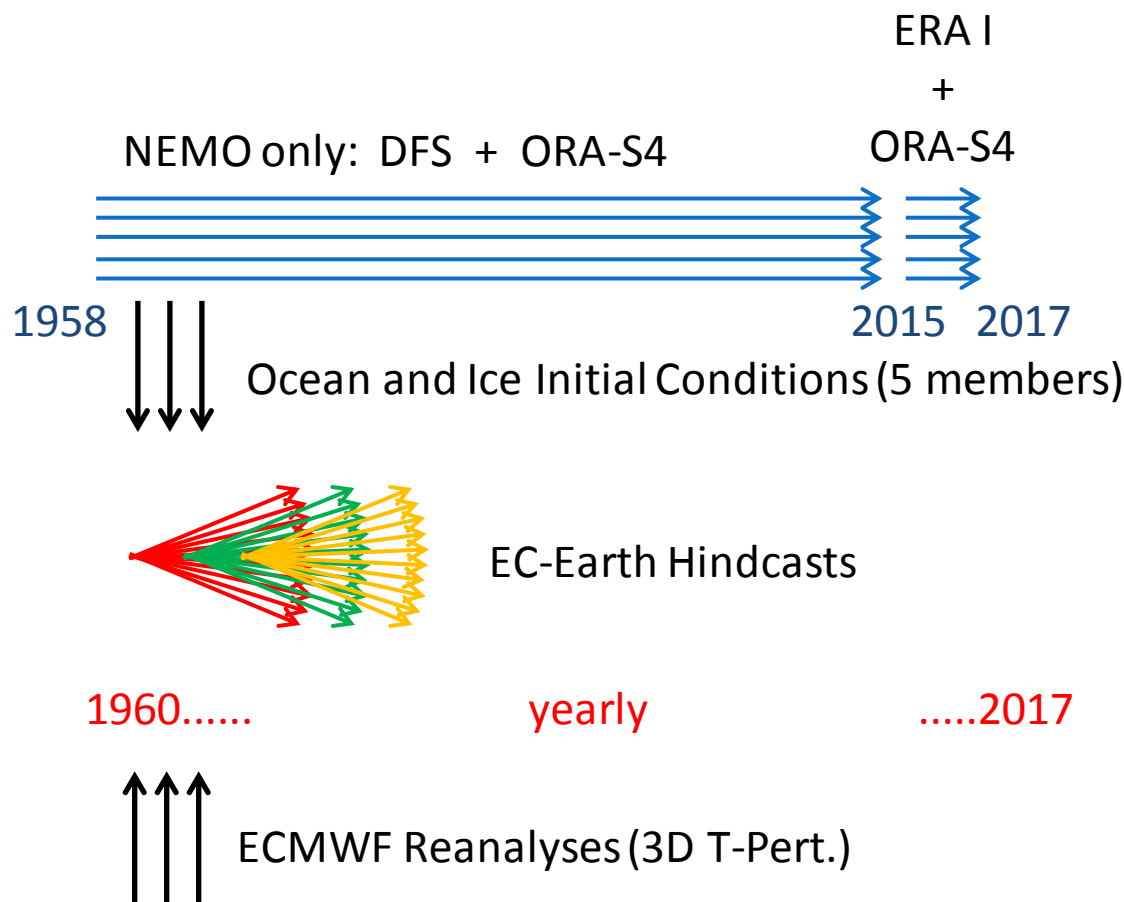 ERA I
+
ORA-S4
NEMO only: DFS + ORA-S4
1958
2015 2017
Ocean and Ice Initial Conditions (5 members)
EC-Earth Hindcasts
1960...... yearly .....2017
ECMWF Reanalyses (3D T-Pert.)